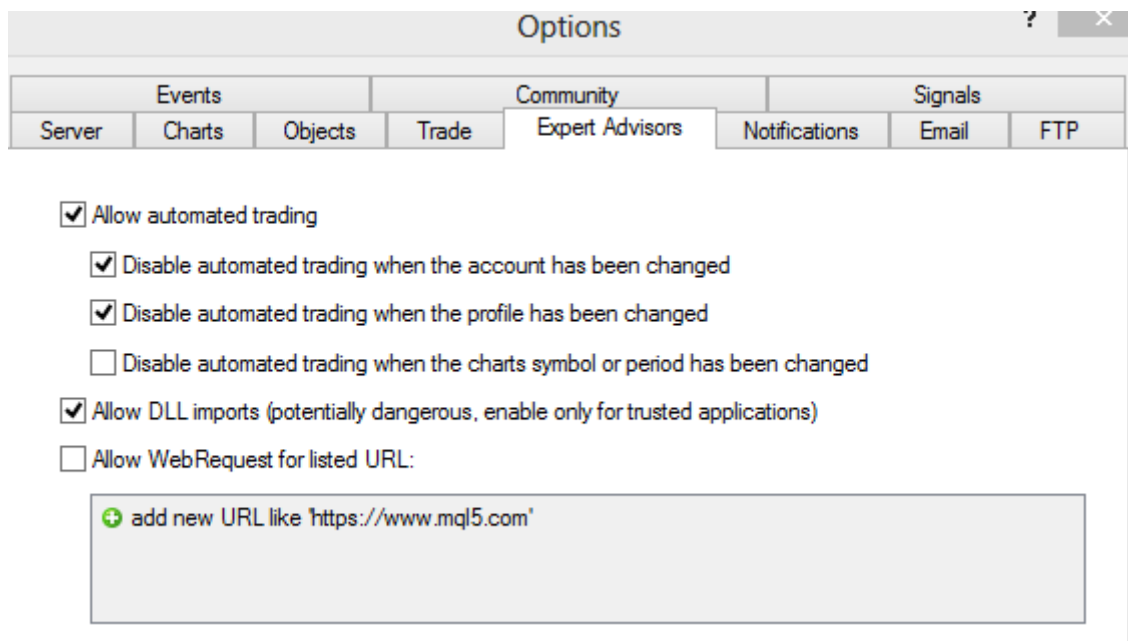 Options ?
Events Community Signals
Server Charts Objects Trade Expert Advisors Notifications Email FTP
Allow automated trading
Disable automated trading when the account has been changed
Disable automated trading when the profile has been changed
Disable automated trading when the charts symbol or period has been changed
Allow DLL imports (potentially dangerous, enable only for trusted applications)
Allow WebRequest for listed URL:
add new URL like 'https://www.mql5.com'